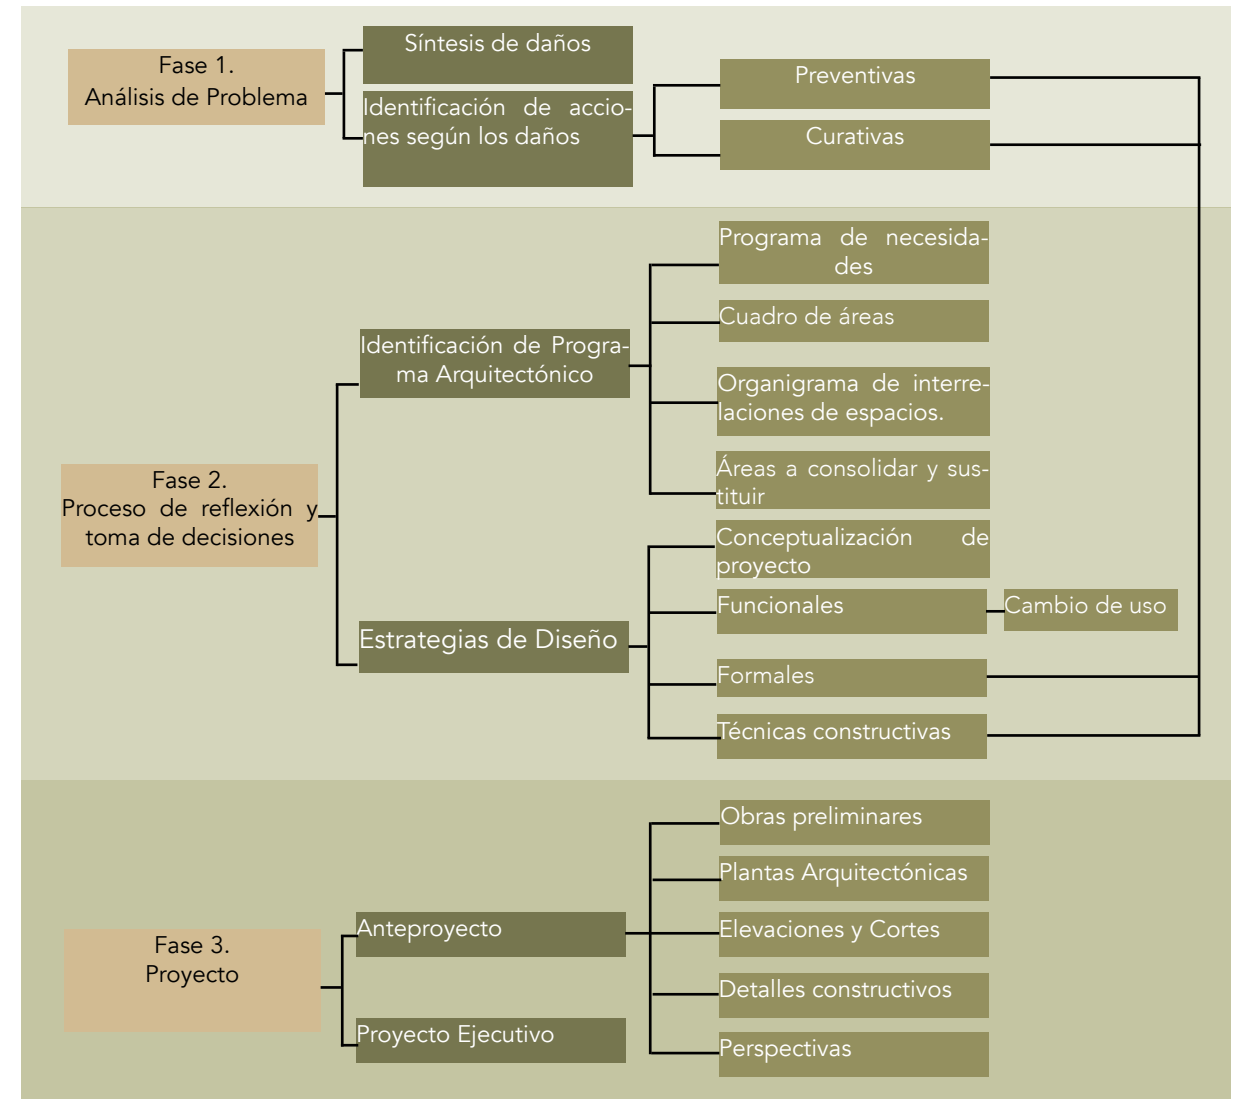 Fase 1.
Análisis de Problema
Síntesis de daños
Identificación de accio-
nes según los daños
Preventivas
Curativas
Fase 2.
Proceso de reflexión y
toma de decisiones
Identificación de Progra-
ma Arquitectónico
Programa de necesida-
des
Cuadro de áreas
Organigrama de interre-
laciones de espacios.
Áreas a consolidar y sus-
tituir
Estrategias de Diseño
Conceptualización de
proyecto
Funcionales
Cambio de uso
Formales
Técnicas constructivas
Fase 3.
Proyecto
Anteproyecto
Obras preliminares
Plantas Arquitectónicas
Elevaciones y Cortes
Detalles constructivos
Perspectivas
Proyecto Ejecutivo